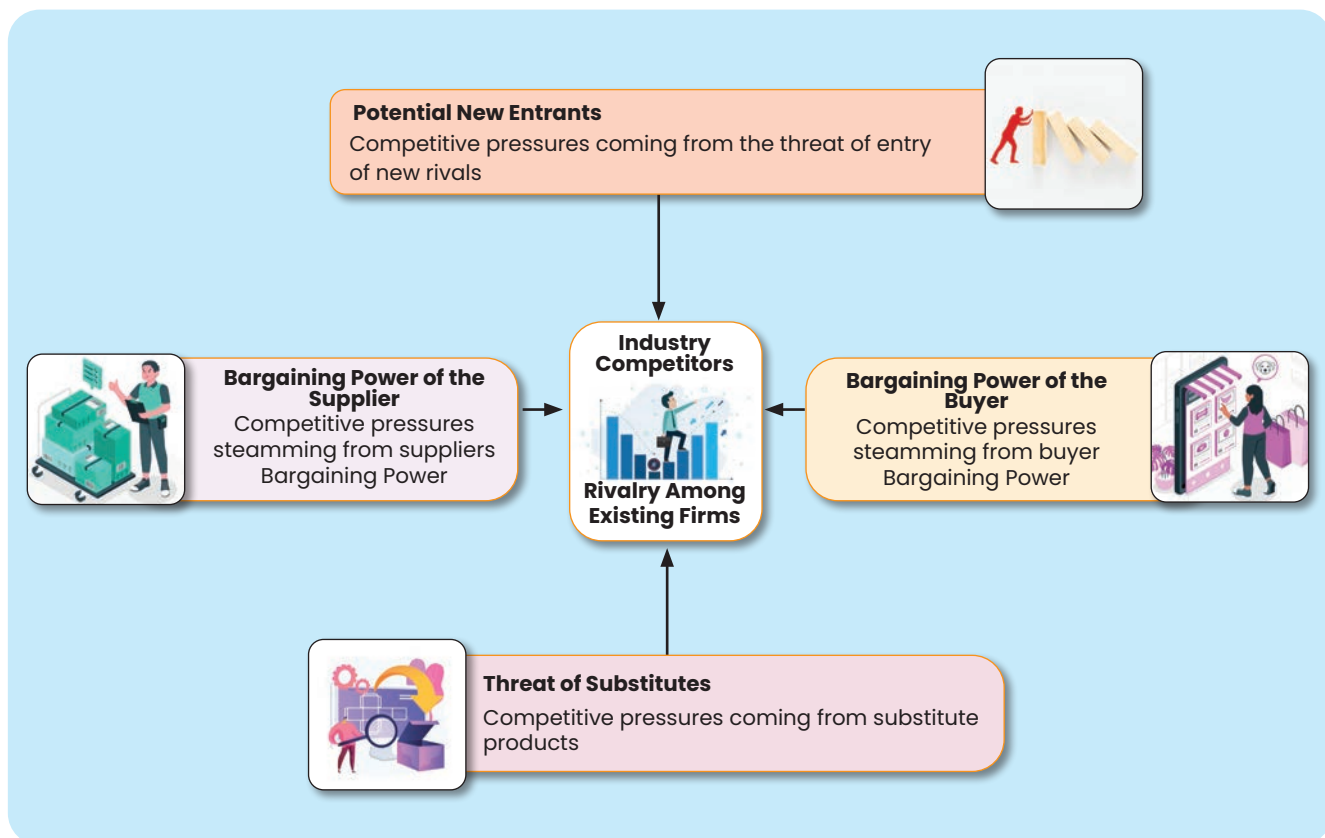 Potential New Entrants
Competitive pressures coming from the threat of entry
of new rivals
Bargaining Power of the
Supplier
Competitive pressures
steamming from suppliers
Bargaining Power
Industry
Competitors
Rivalry Among
Existing Firms
Bargaining Power of the
Buyer
Competitive pressures
steamming from buyer
Bargaining Power
Threat of Substitutes
Competitive pressures coming from substitute
products